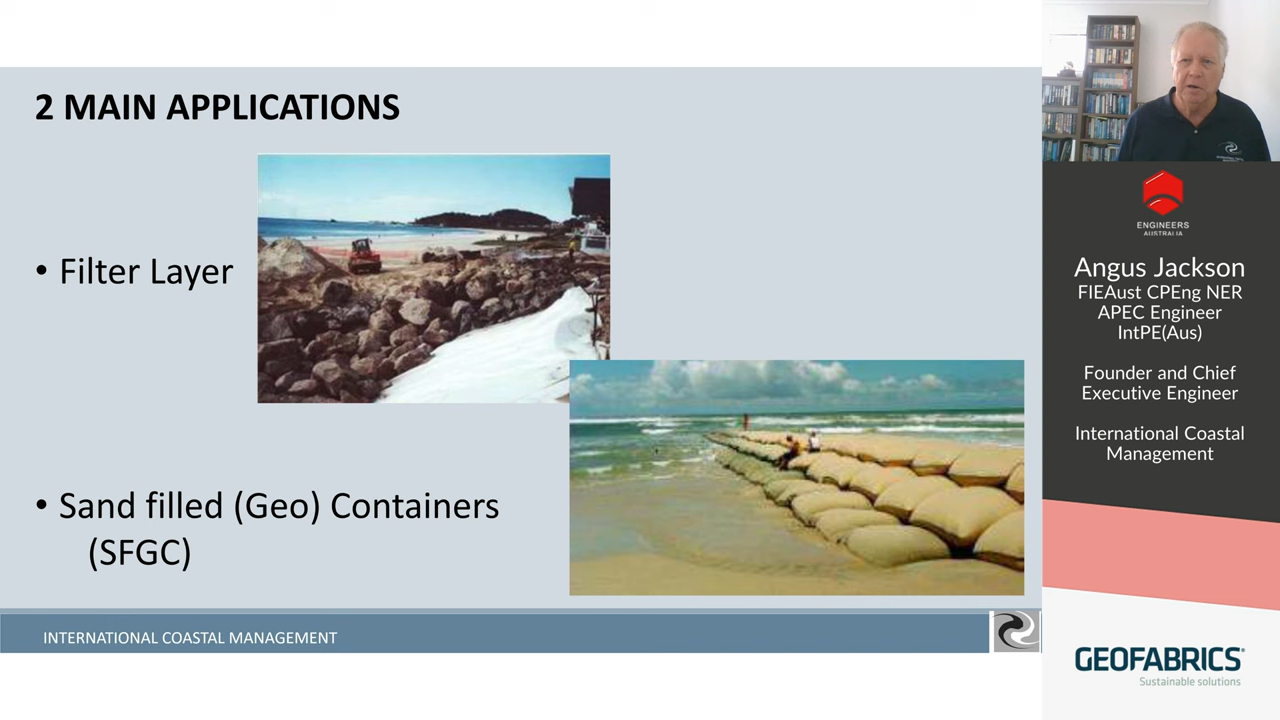 2 MAIN APPLICATIONS
• Filter Layer
• Sand filled (Geo) Containers
(SFGC)
INTERNATIONAL COASTAL MANAGEMENT
ENGINEERS
AUSTRALIA
Angus Jackson
FIEAust CPEng NER
APEC Engineer
IntPE(Aus)
Founder and Chief
Executive Engineer
International Coastal
Management
GEOFABRICS®
Sustainable solutions